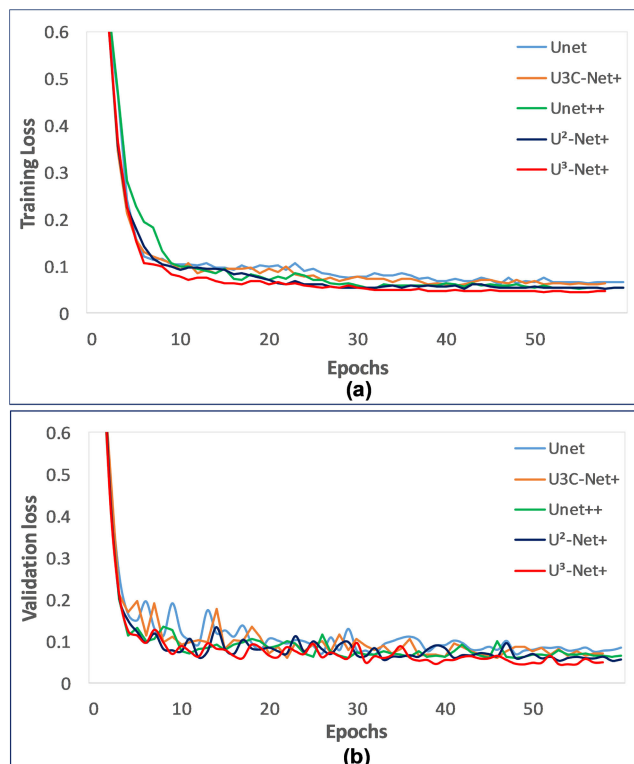 0.6
0.5
0.4
0.3
0.2
0.1
0
Training Loss
Unet
U3C-Net+
Unet++
U²-Net+
U³-Net+
0 10 20 30 40 50
Epochs
(a)
0.6
0.5
0.4
0.3
0.2
0.1
0
Validation loss
Unet
U3C-Net+
Unet++
U²-Net+
U³-Net+
0 10 20 30 40 50
Epochs
(b)